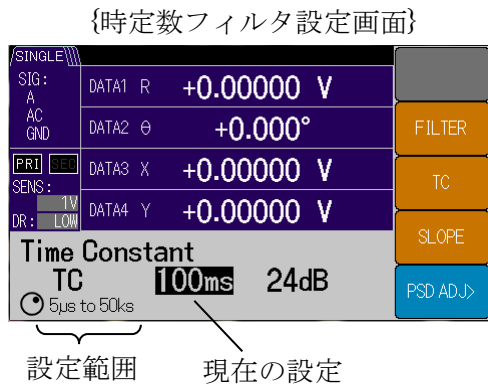 {時定数フィルタ設定画面}
SINGLE
SIG:
A
AC
GND
DATA1 R +0.00000 V
DATA2 θ +0.000°
FILTER
PRI SEC
SENS:
1V
DR: LOW
DATA3 X +0.00000 V
DATA4 Y +0.00000 V
TC
SLOPE
Time Constant
TC 100ms 24dB
5µs to 50ks
PSD ADJ>
設定範囲
現在の設定